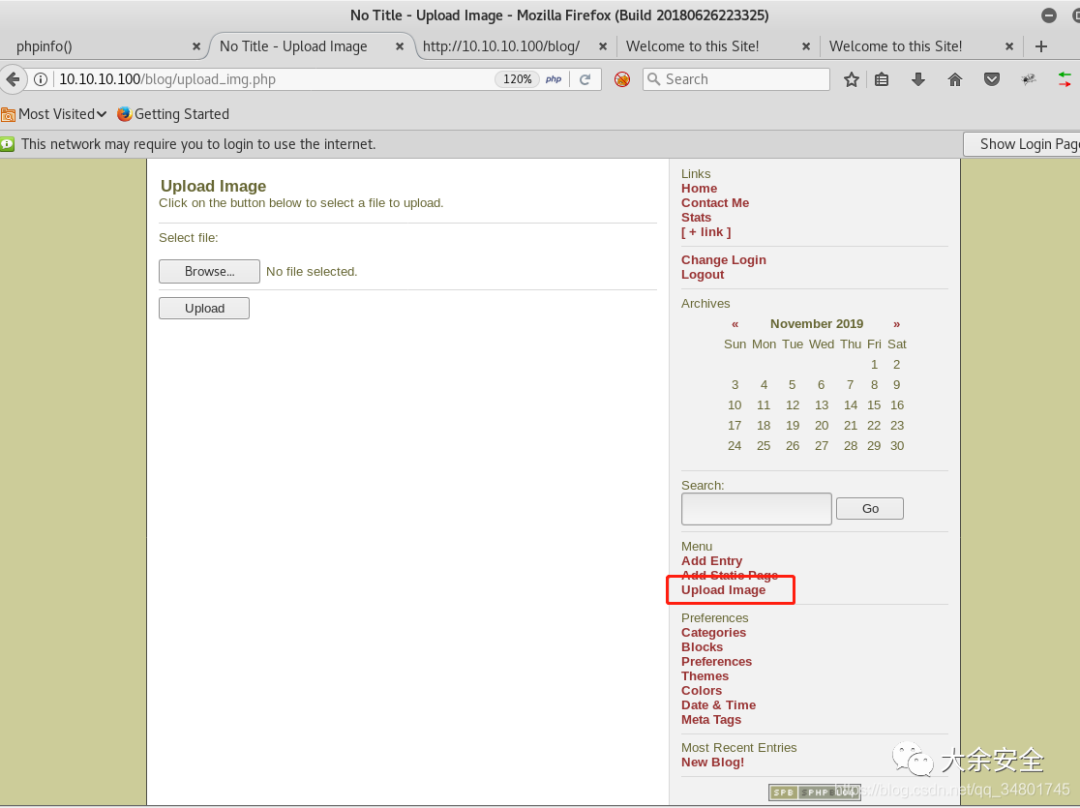 No Title - Upload Image - Mozilla Firefox (Build 20180626223325)
phpinfo() × No Title - Upload Image × http://10.10.10.100/blog/ × Welcome to this Site! × Welcome to this Site! × +
10.10.10.100/blog/upload_img.php 120% php Search
Most Visited Getting Started
This network may require you to login to use the internet. Show Login Page
Upload Image
Click on the button below to select a file to upload.
Select file:
Browse... No file selected.
Upload
Links
Home
Contact Me
Stats
[ + link ]
Change Login
Logout
Archives
« November 2019 »
Sun Mon Tue Wed Thu Fri Sat
1 2
3 4 5 6 7 8 9
10 11 12 13 14 15 16
17 18 19 20 21 22 23
24 25 26 27 28 29 30
Search:
Go
Menu
Add Entry
Add Static Page
Upload Image
Preferences
Categories
Blocks
Preferences
Themes
Colors
Date & Time
Meta Tags
Most Recent Entries
New Blog!
大余安全
SPB PHP BLOG
https://blog.csdn.net/qq_34801745